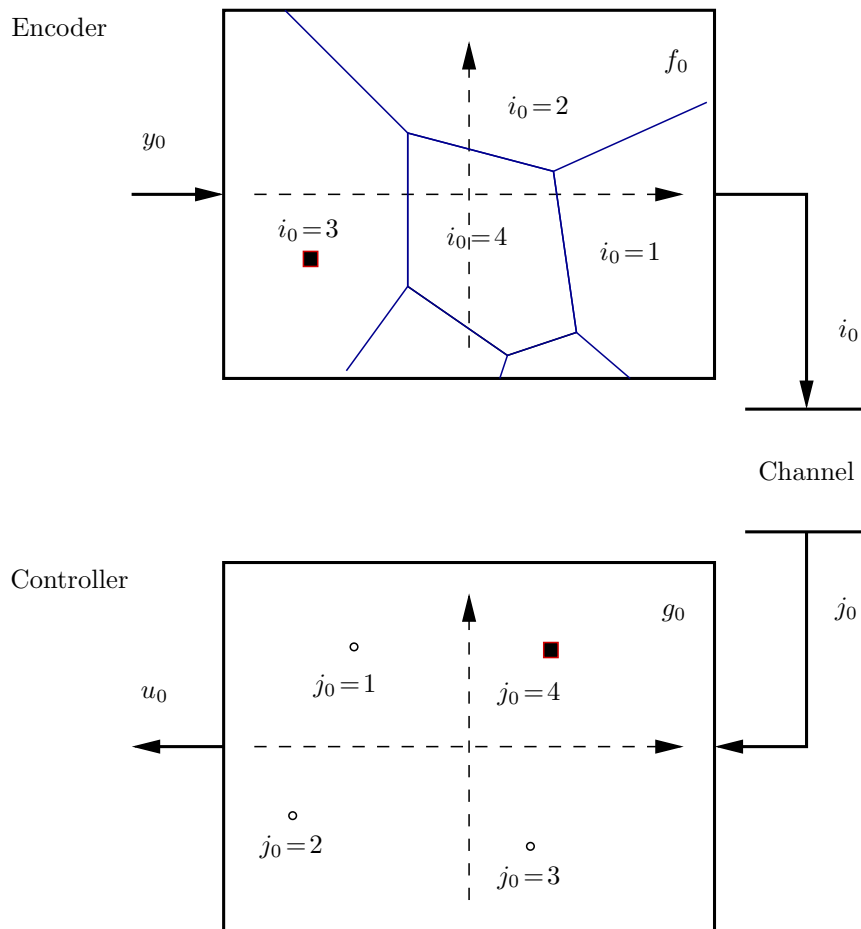 Encoder
f₀
i₀=2
y₀
i₀=3
i₀=4
i₀=1
i₀
Channel
Controller
j₀
g₀
j₀=1
j₀=4
u₀
j₀=2
j₀=3